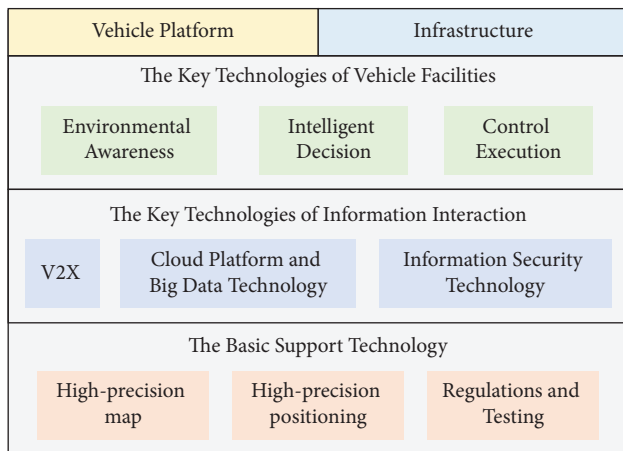 Vehicle Platform
Infrastructure
The Key Technologies of Vehicle Facilities
Environmental
Awareness
Intelligent
Decision
Control
Execution
The Key Technologies of Information Interaction
V2X
Cloud Platform and
Big Data Technology
Information Security
Technology
The Basic Support Technology
High-precision
map
High-precision
positioning
Regulations and
Testing